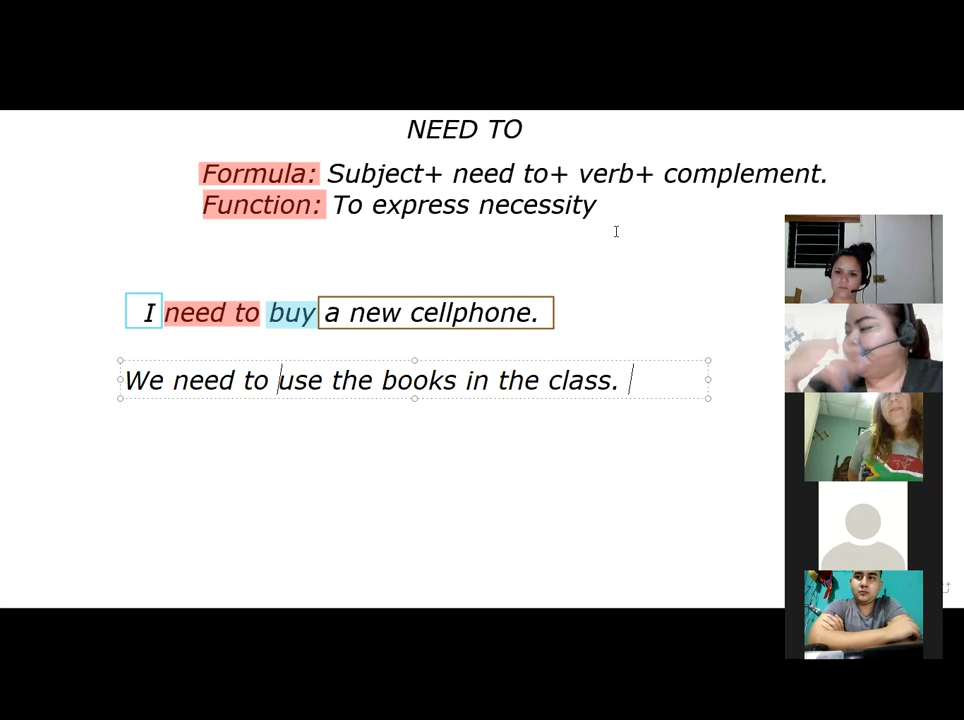 NEED TO
Formula: Subject+ need to+ verb+ complement.
Function: To express necessity
I need to buy a new cellphone.
We need to use the books in the class.